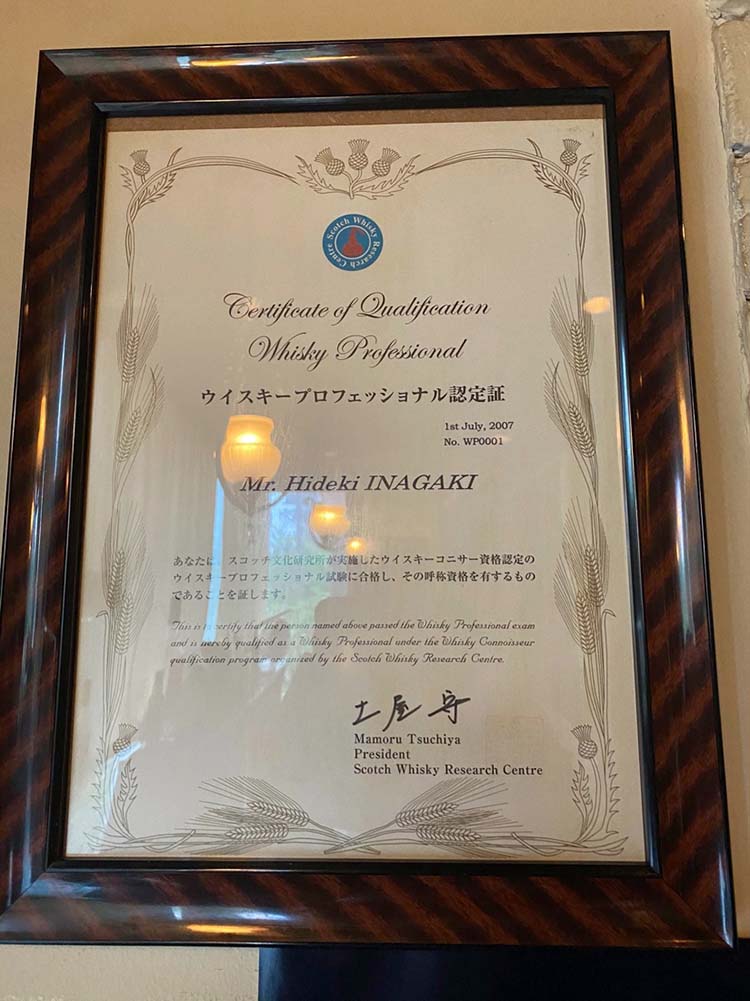 Scotch Whisky Research Centre
Certificate of Qualification
Whisky Professional
ウイスキープロフェッショナル認定証
1st July, 2007
No. WP0001
Mr. Hideki INAGAKI
あなたは、スコッチ文化研究所が実施したウイスキーコニサー資格認定の
ウイスキープロフェッショナル試験に合格し、その呼称資格を有するもの
であることを証します。
This is to certify that the person named above passed the Whisky Professional exam
and is hereby qualified as a Whisky Professional under the Whisky Connoisseur
qualification program organized by the Scotch Whisky Research Centre.
土屋 守
Mamoru Tsuchiya
President
Scotch Whisky Research Centre